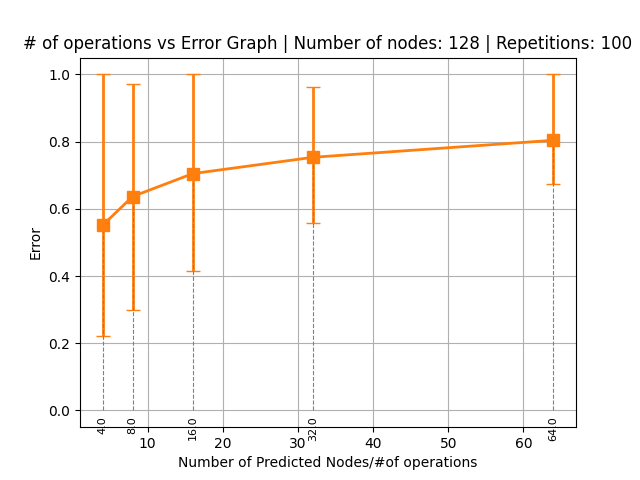 # of operations vs Error Graph | Number of nodes: 128 | Repetitions: 100
1.0
0.8
0.6
0.4
0.2
0.0
Error
4.0
8.0
16.0
32.0
64.0
10 20 30 40 50 60
Number of Predicted Nodes/#of operations